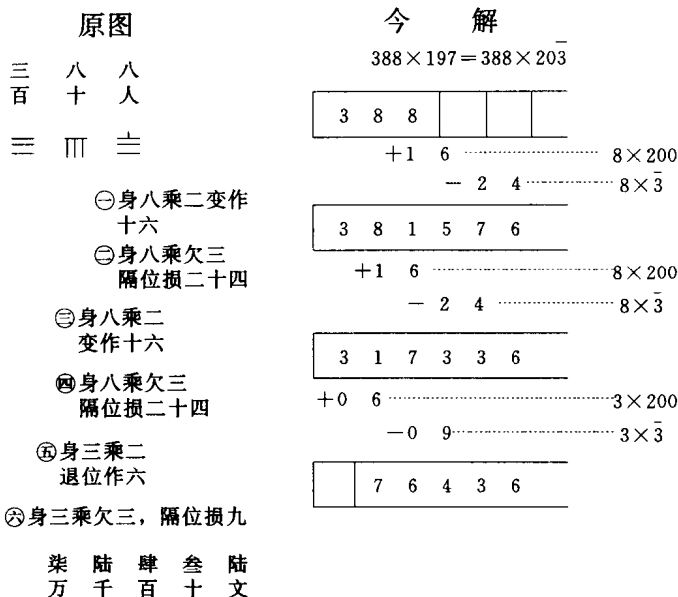 原图
三 八 八
百 十 人
㊀身八乘二变作
十六
㊁身八乘欠三
隔位损二十四
㊂身八乘二
变作十六
㊃身八乘欠三
隔位损二十四
㊄身三乘二
退位作六
㊅身三乘欠三，隔位损九
柒 陆 肆 叁 陆
万 千 百 十 文
今 解
388×197=388×203̄
3 8 8
+1 6 8×200
- 2 4 8×3̄
3 8 1 5 7 6
+1 6 8×200
- 2 4 8×3̄
3 1 7 3 3 6
+0 6 3×200
-0 9 3×3̄
7 6 4 3 6